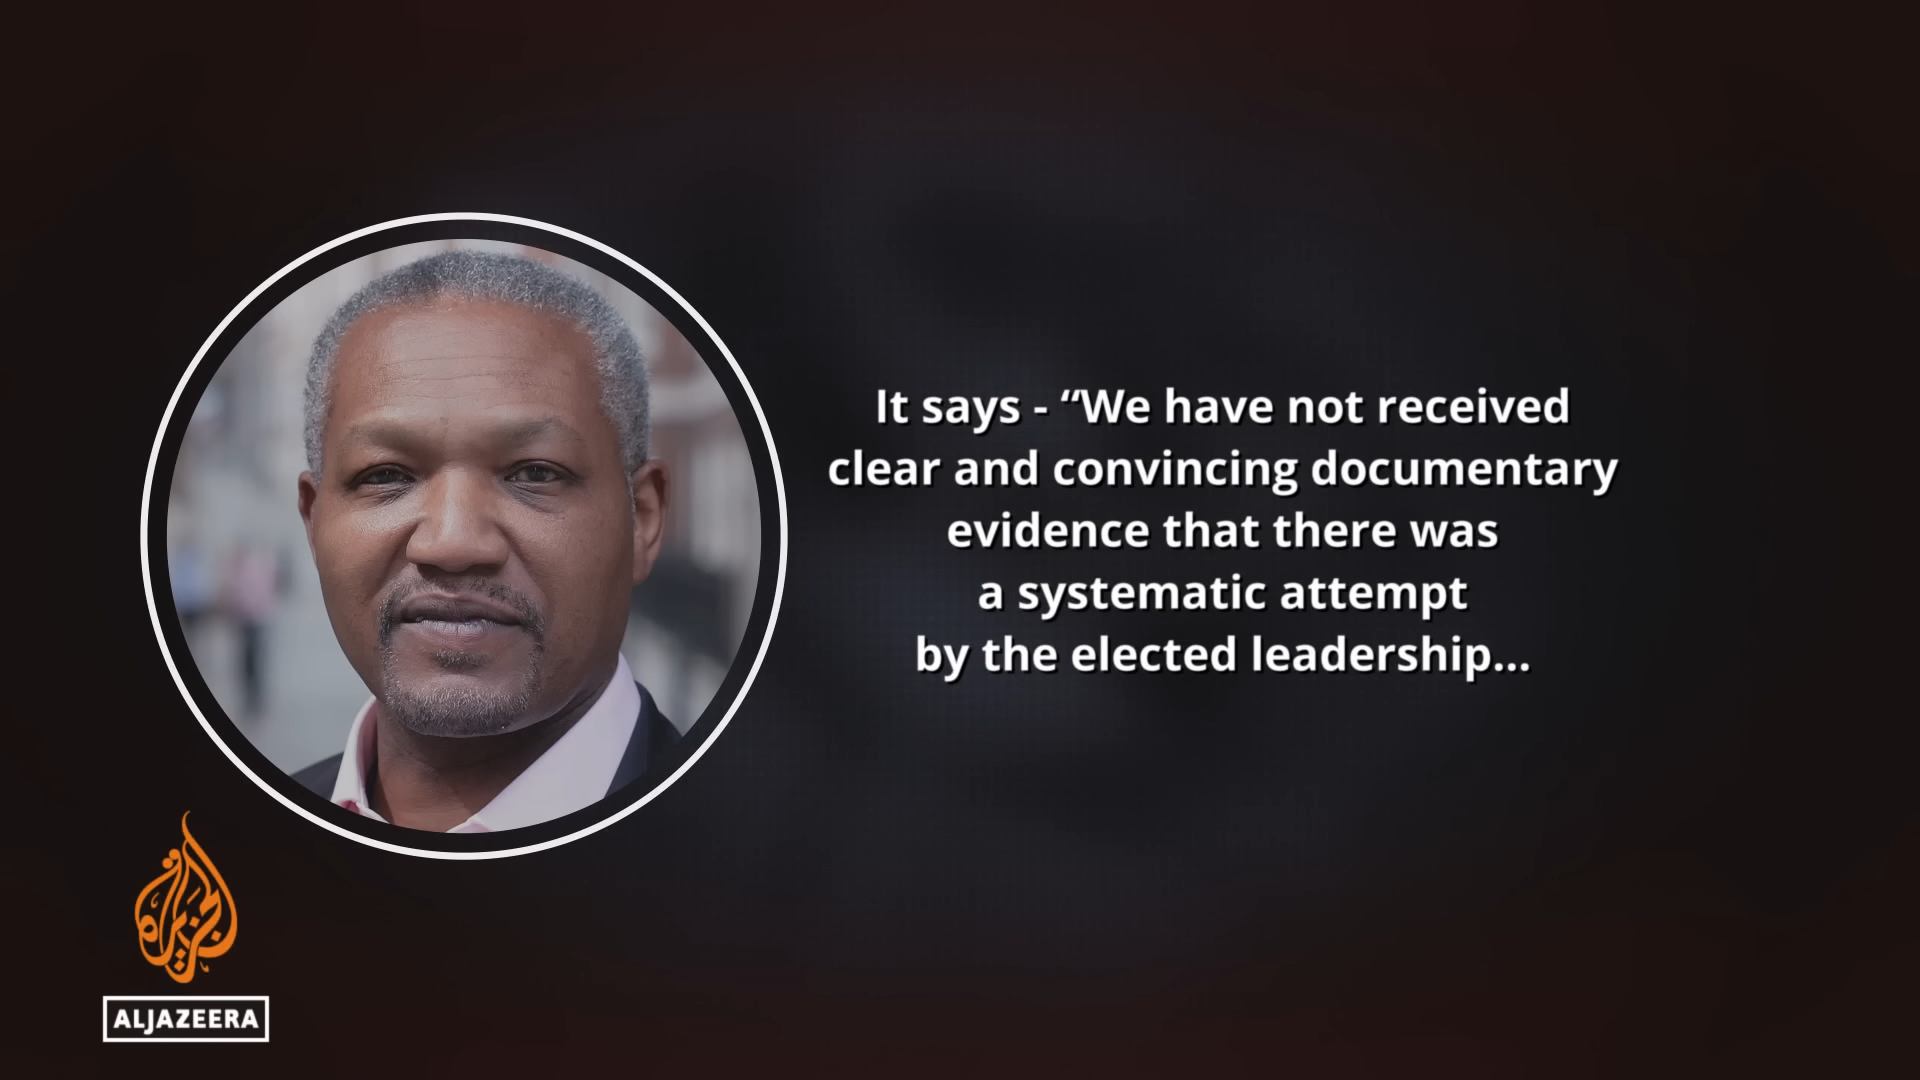 It says - “We have not received
clear and convincing documentary
evidence that there was
a systematic attempt
by the elected leadership...
الجزيرة
ALJAZEERA